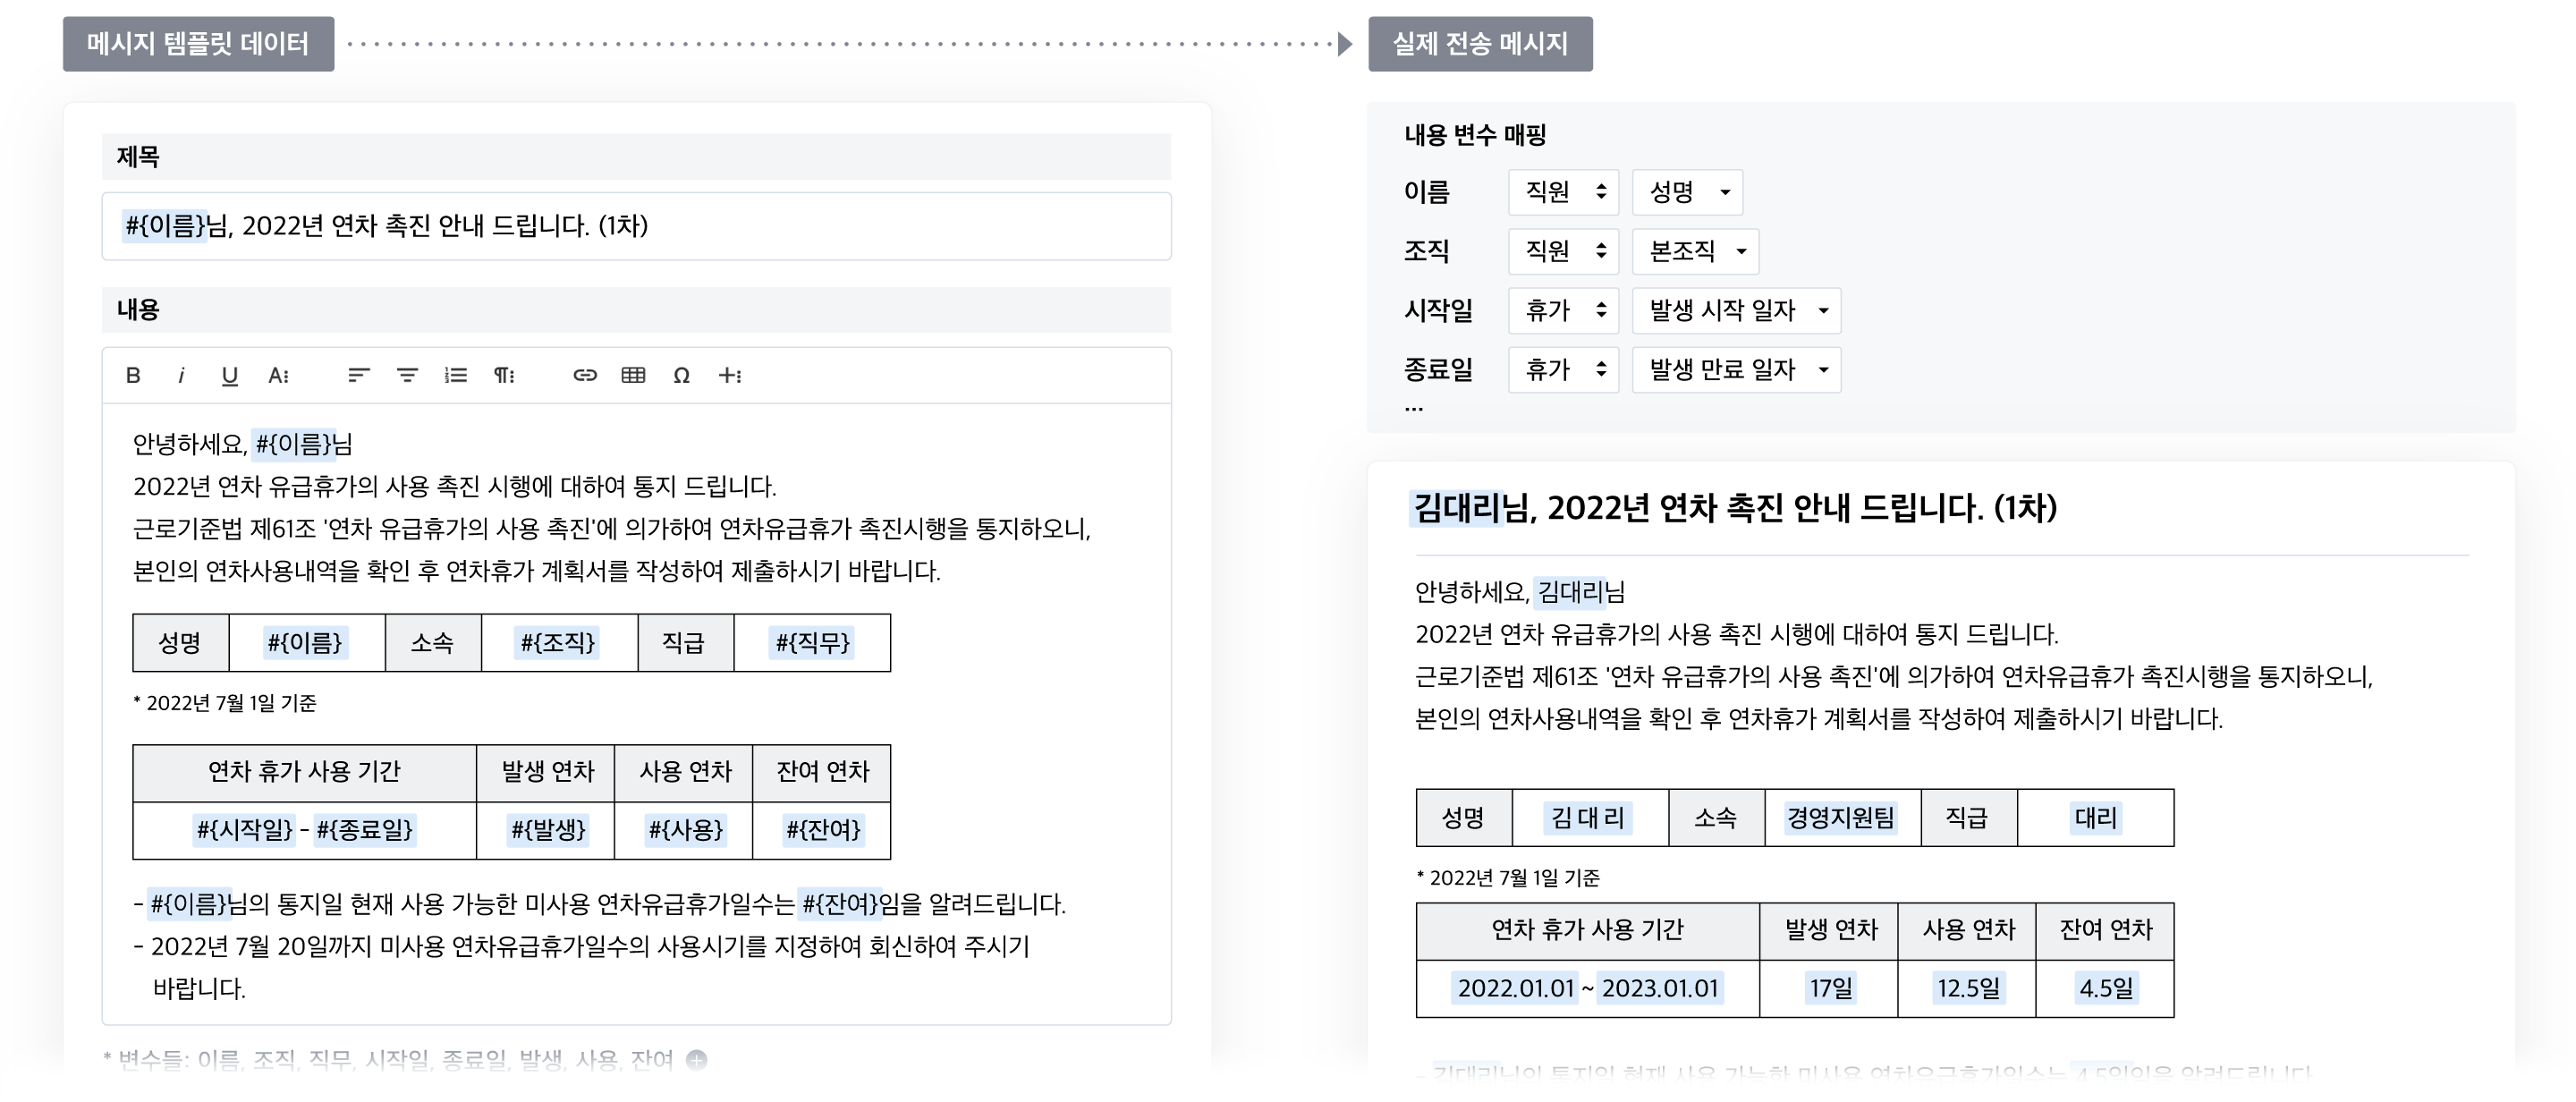 메시지 템플릿 데이터
제목
#{이름}님, 2022년 연차 촉진 안내 드립니다. (1차)
내용
B i U A
안녕하세요, #{이름}님
2022년 연차 유급휴가의 사용 촉진 시행에 대하여 통지 드립니다.
근로기준법 제61조 '연차 유급휴가의 사용 촉진'에 의가하여 연차유급휴가 촉진시행을 통지하오니,
본인의 연차사용내역을 확인 후 연차휴가 계획서를 작성하여 제출하시기 바랍니다.
성명 #{이름} 소속 #{조직} 직급 #{직무}
* 2022년 7월 1일 기준
연차 휴가 사용 기간 발생 연차 사용 연차 잔여 연차
#{시작일} - #{종료일} #{발생} #{사용} #{잔여}
- #{이름}님의 통지일 현재 사용 가능한 미사용 연차유급휴가일수는 #{잔여}임을 알려드립니다.
- 2022년 7월 20일까지 미사용 연차유급휴가일수의 사용시기를 지정하여 회신하여 주시기
바랍니다.
* 변수들: 이름, 조직, 직무, 시작일, 종료일, 발생, 사용, 잔여
실제 전송 메시지
내용 변수 매핑
이름 직원 성명
조직 직원 본조직
시작일 휴가 발생 시작 일자
종료일 휴가 발생 만료 일자
...
김대리님, 2022년 연차 촉진 안내 드립니다. (1차)
안녕하세요, 김대리님
2022년 연차 유급휴가의 사용 촉진 시행에 대하여 통지 드립니다.
근로기준법 제61조 '연차 유급휴가의 사용 촉진'에 의가하여 연차유급휴가 촉진시행을 통지하오니,
본인의 연차사용내역을 확인 후 연차휴가 계획서를 작성하여 제출하시기 바랍니다.
성명 김 대 리 소속 경영지원팀 직급 대리
* 2022년 7월 1일 기준
연차 휴가 사용 기간 발생 연차 사용 연차 잔여 연차
2022.01.01 ~ 2023.01.01 17일 12.5일 4.5일
- 김대리님의 통지일 현재 사용 가능한 미사용 연차유급휴가일수는 4.5일임을 알려드립니다.